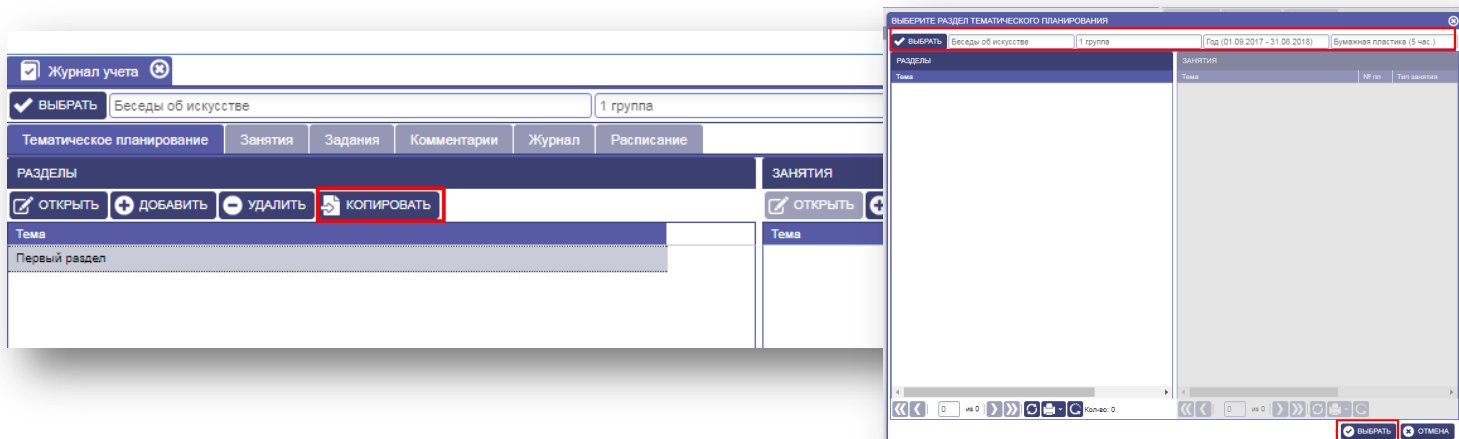 Журнал учета
ВЫБРАТЬ Беседы об искусстве 1 группа
Тематическое планирование Занятия Задания Комментарии Журнал Расписание
РАЗДЕЛЫ ЗАНЯТИЯ
ОТКРЫТЬ ДОБАВИТЬ УДАЛИТЬ КОПИРОВАТЬ ОТКРЫТЬ
Тема Тема
Первый раздел
ВЫБЕРИТЕ РАЗДЕЛ ТЕМАТИЧЕСКОГО ПЛАНИРОВАНИЯ
ВЫБРАТЬ Беседы об искусстве 1 группа Год (01.09.2017 - 31.08.2018) Бумажная пластика (5 час.)
РАЗДЕЛЫ ЗАНЯТИЯ
Тема Тема № пп Тип занятия
0 из 0 Кол-во: 0 0 из 0
ВЫБРАТЬ ОТМЕНА